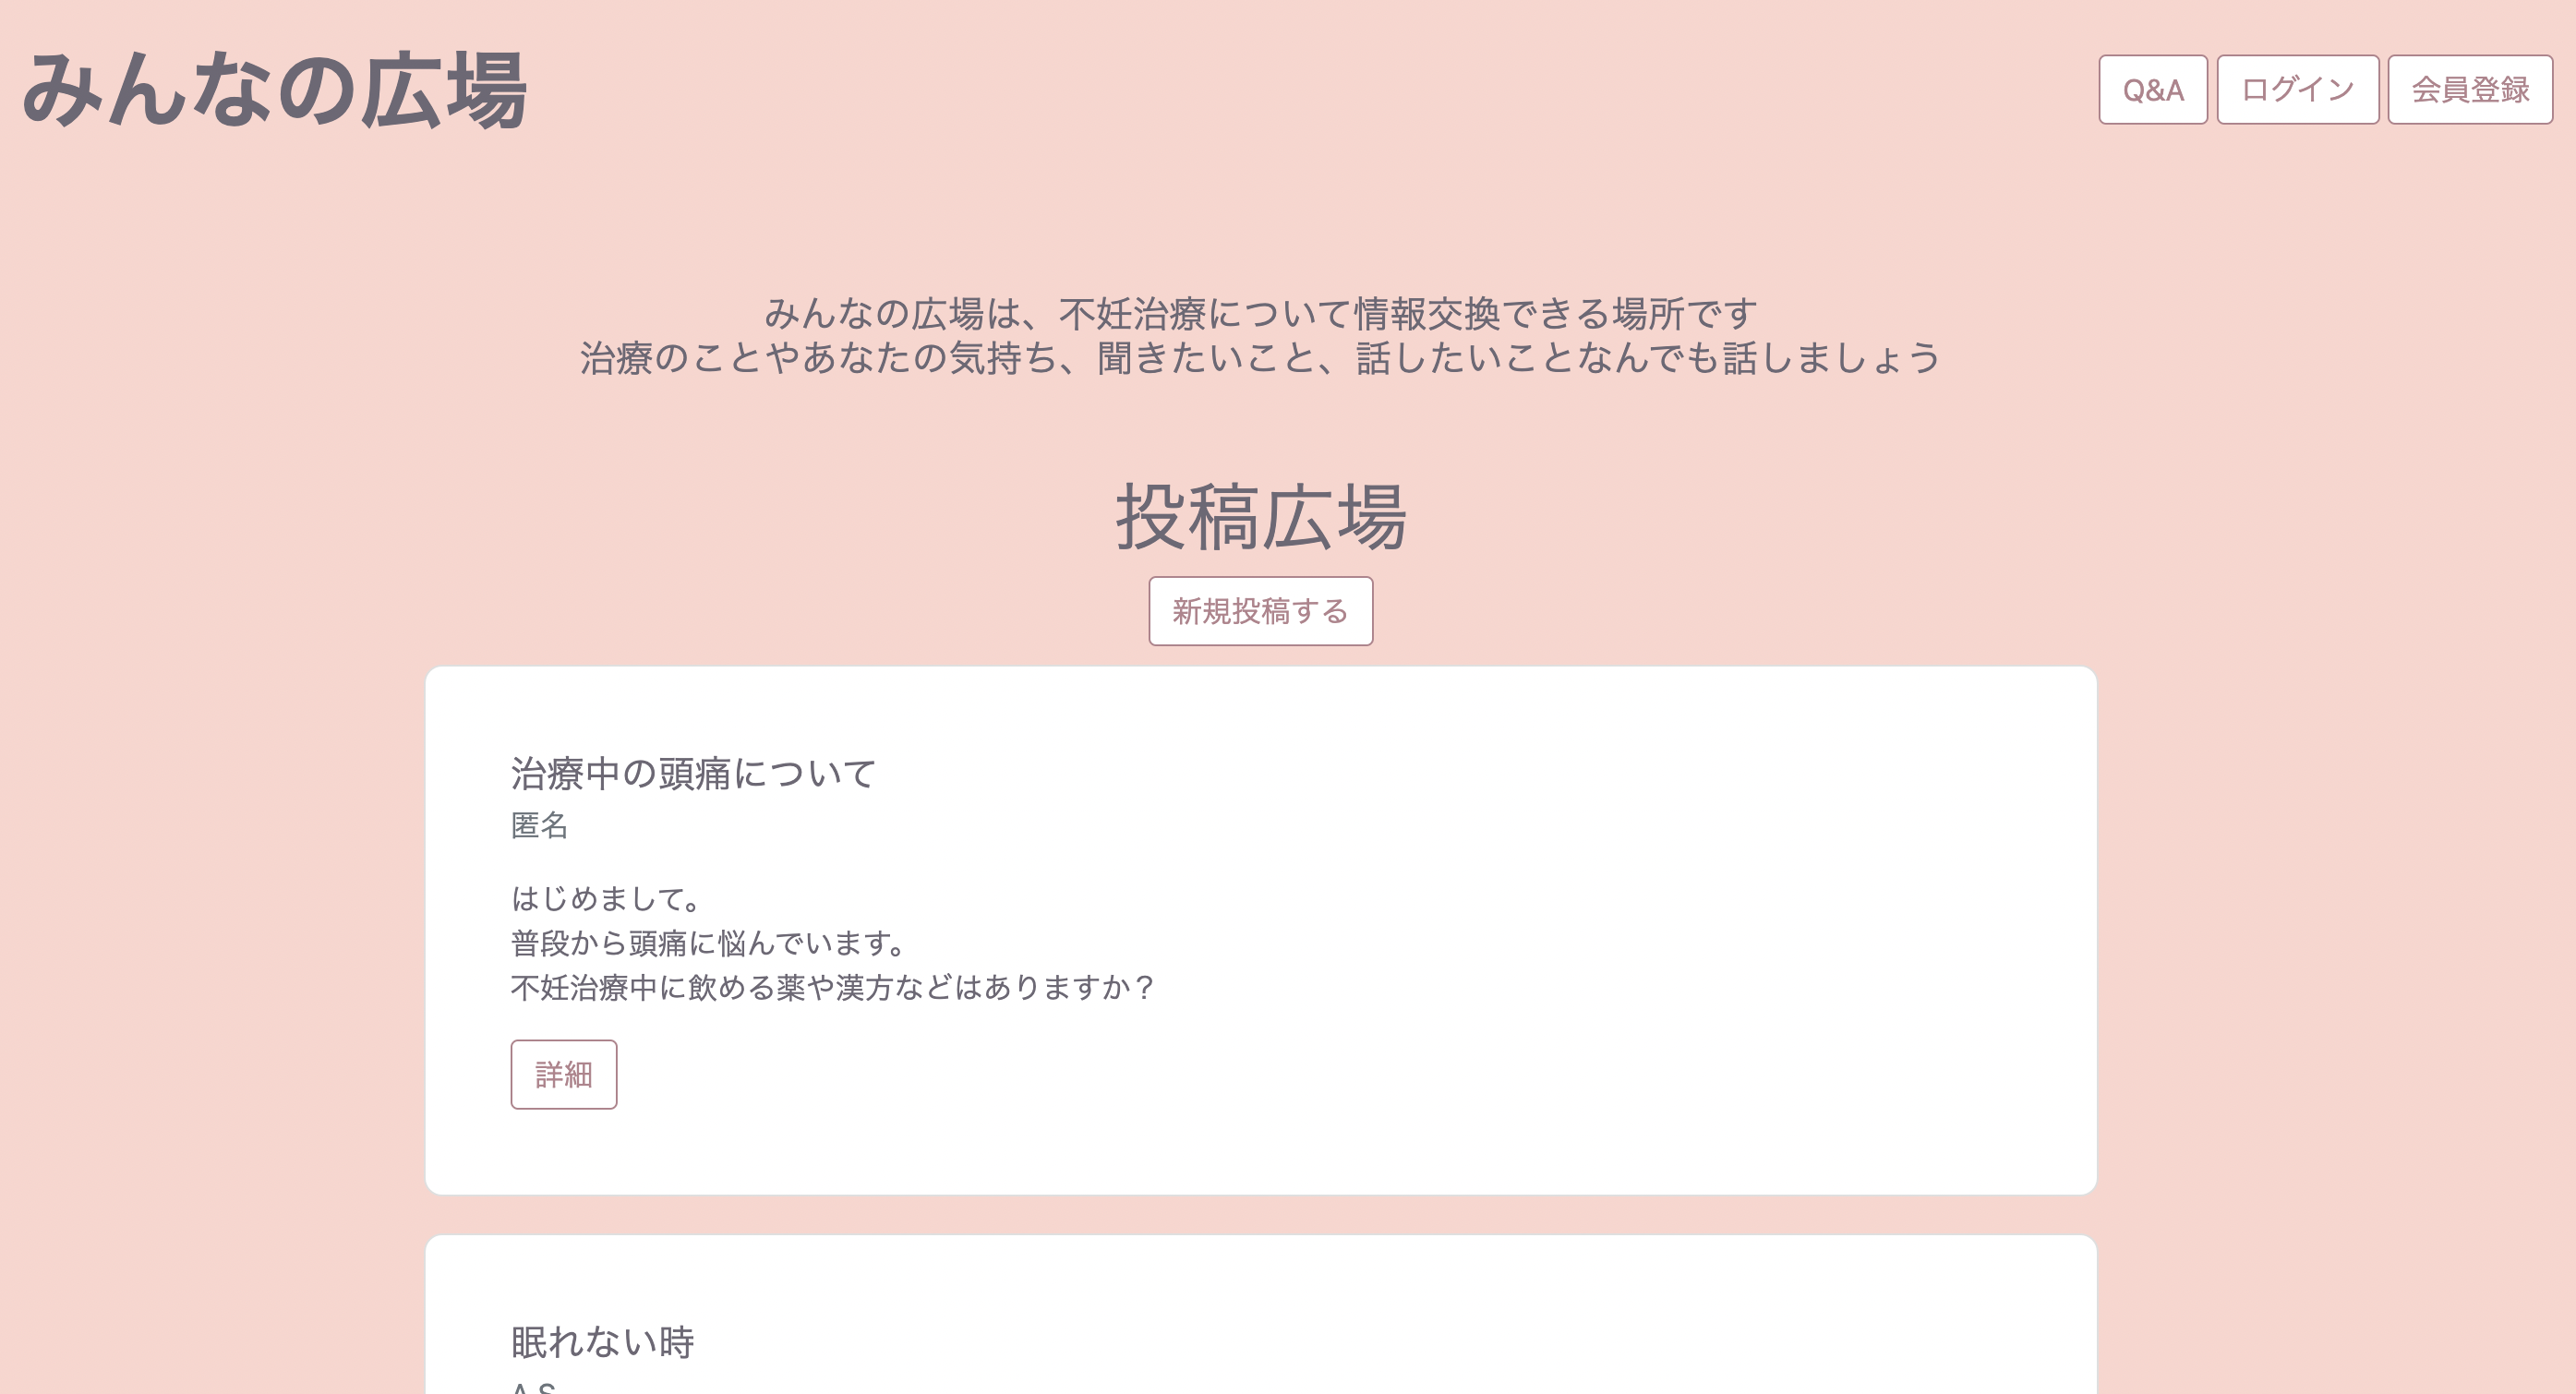 みんなの広場
Q&A
ログイン
会員登録
みんなの広場は、不妊治療について情報交換できる場所です
治療のことやあなたの気持ち、聞きたいこと、話したいことなんでも話しましょう
投稿広場
新規投稿する
治療中の頭痛について
匿名
はじめまして。
普段から頭痛に悩んでいます。
不妊治療中に飲める薬や漢方などはありますか？
詳細
眠れない時